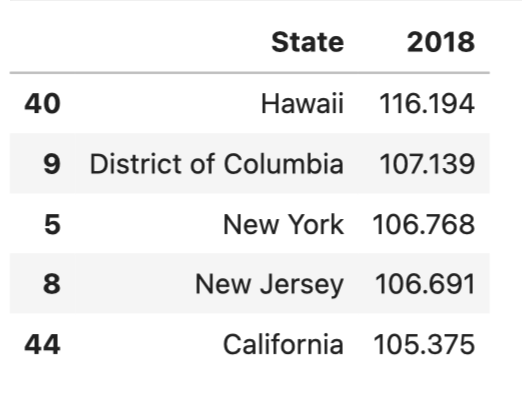 State 2018
40 Hawaii 116.194
9 District of Columbia 107.139
5 New York 106.768
8 New Jersey 106.691
44 California 105.375